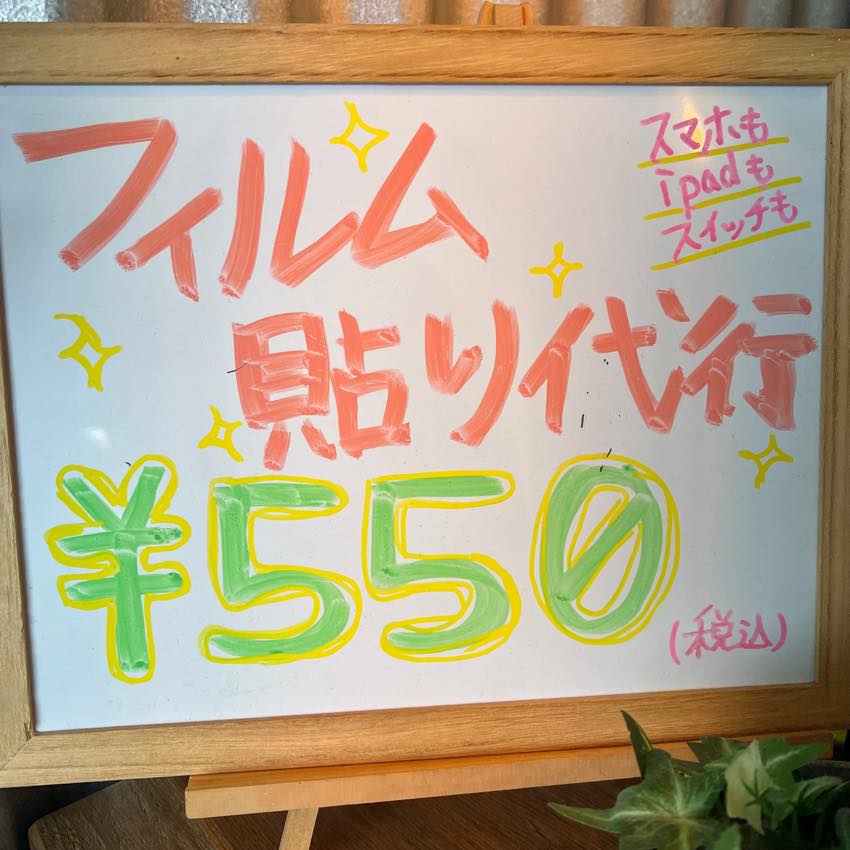 フィルム
スマホも
ipadも
スイッチも
貼り代行
¥550
(税込)